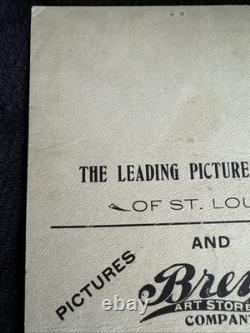 THE LEADING PICTURE
OF ST. LOU
PICTURES
AND
Bren
ART STORE
COMPAN